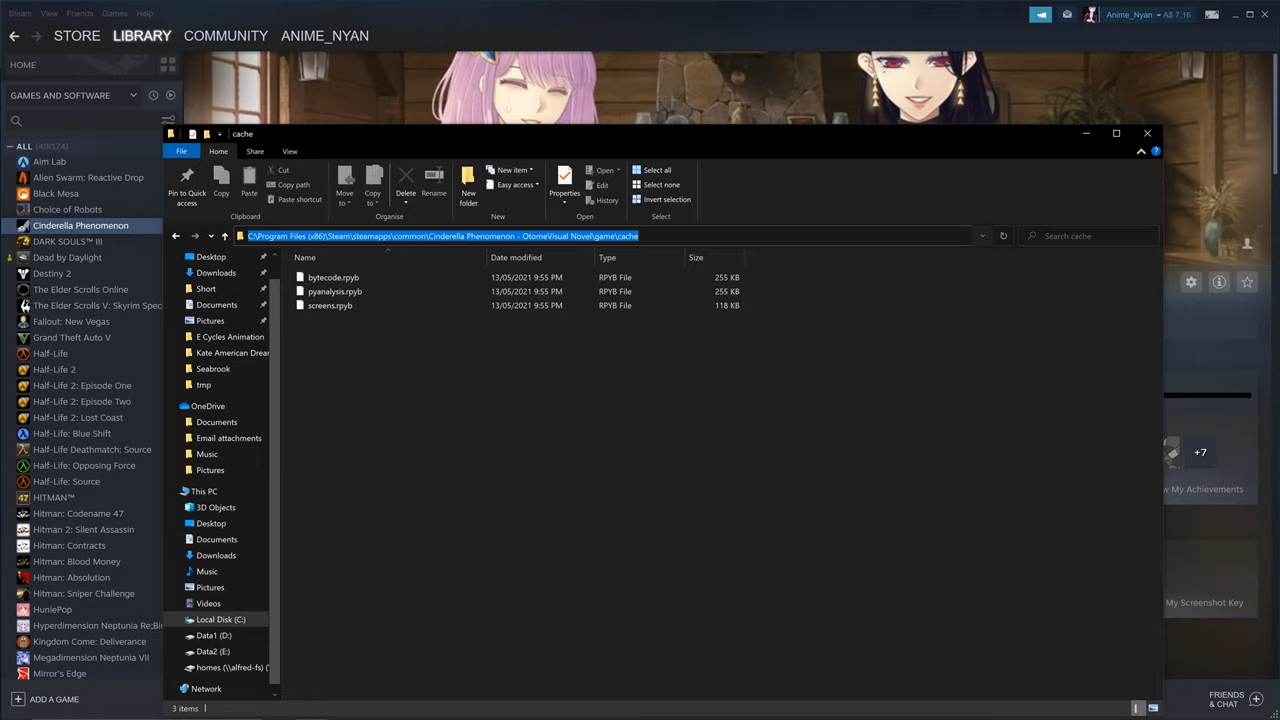 Steam View Friends Games Help
Anime_Nyan A$ 7.16
STORE LIBRARY COMMUNITY ANIME_NYAN
HOME
GAMES AND SOFTWARE
ALL (49/174)
Aim Lab
Alien Swarm: Reactive Drop
Black Mesa
Choice of Robots
Cinderella Phenomenon
DARK SOULS™ III
Dead by Daylight
Destiny 2
The Elder Scrolls Online
The Elder Scrolls V: Skyrim Spec
Fallout: New Vegas
Grand Theft Auto V
Half-Life
Half-Life 2
Half-Life 2: Episode One
Half-Life 2: Episode Two
Half-Life 2: Lost Coast
Half-Life: Blue Shift
Half-Life Deathmatch: Source
Half-Life: Opposing Force
Half-Life: Source
HITMAN™
Hitman: Codename 47
Hitman 2: Silent Assassin
Hitman: Contracts
Hitman: Blood Money
Hitman: Absolution
Hitman: Sniper Challenge
HuniePop
Hyperdimension Neptunia Re;Bir
Kingdom Come: Deliverance
Megadimension Neptunia VII
Mirror's Edge
ADD A GAME
cache
File Home Share View
Pin to Quick access
Copy
Paste
Cut
Copy path
Paste shortcut
Clipboard
Move to
Copy to
Delete
Rename
Organise
New folder
New item
Easy access
New
Properties
Open
Edit
History
Open
Select all
Select none
Invert selection
Select
C:\Program Files (x86)\Steam\steamapps\common\Cinderella Phenomenon - OtomeVisual Novel\game\cache
Search cache
Name Date modified Type Size
bytecode.rpyb 13/05/2021 9:55 PM RPYB File 255 KB
pyanalysis.rpyb 13/05/2021 9:55 PM RPYB File 255 KB
screens.rpyb 13/05/2021 9:55 PM RPYB File 118 KB
Desktop
Downloads
Short
Documents
Pictures
E Cycles Animation
Kate American Drea
Seabrook
tmp
OneDrive
Documents
Email attachments
Music
Pictures
This PC
3D Objects
Desktop
Documents
Downloads
Music
Pictures
Videos
Local Disk (C:)
Data1 (D:)
Data2 (E:)
homes (\\alfred-fs) (
Network
3 items
+7
My Achievements
My Screenshot Key
FRIENDS
& CHAT